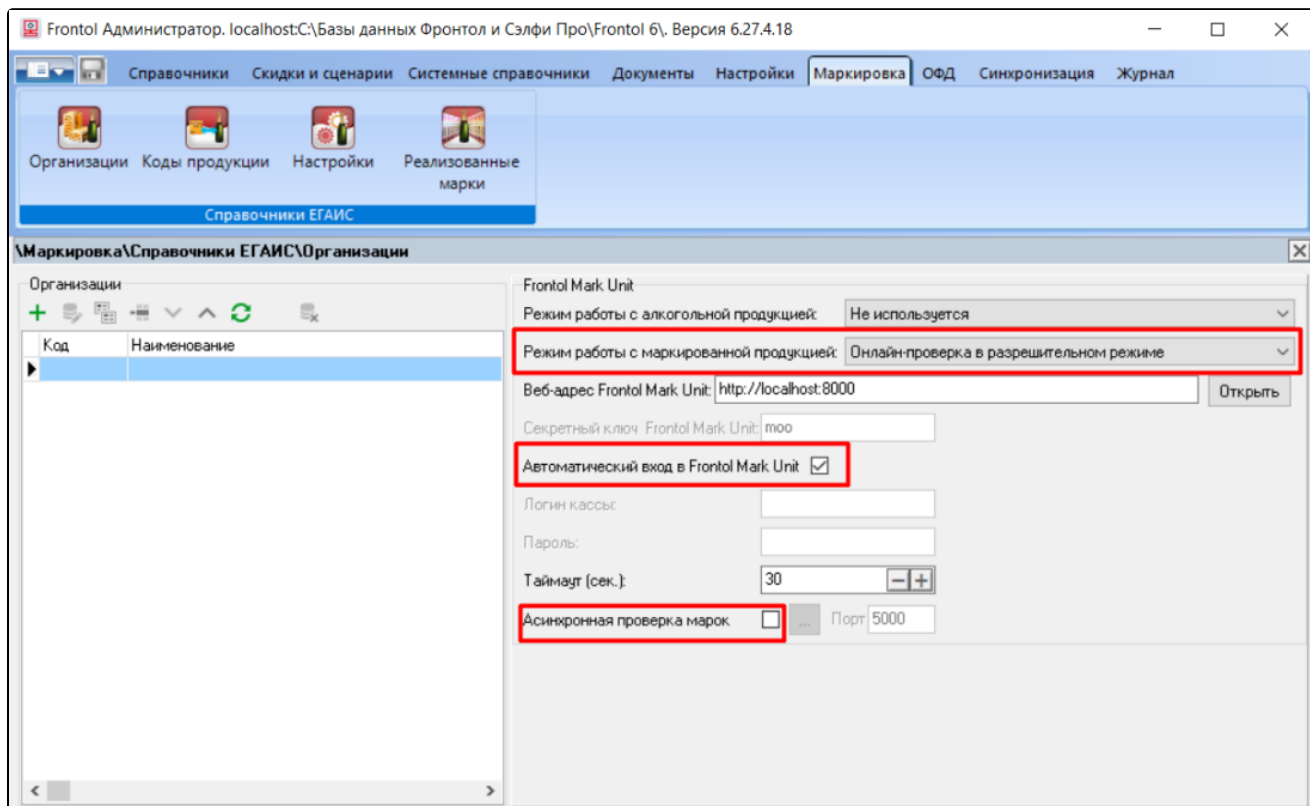 Frontol Администратор. localhost:C:\Базы данных Фронтол и Сэлфи Про\Frontol 6\. Версия 6.27.4.18
Справочники Скидки и сценарии Системные справочники Документы Настройки Маркировка ОФД Синхронизация Журнал
Организации Коды продукции Настройки Реализованные
марки
Справочники ЕГАИС
\Маркировка\Справочники ЕГАИС\Организации
Организации
Код Наименование
Frontol Mark Unit
Режим работы с алкогольной продукцией: Не используется
Режим работы с маркированной продукцией: Онлайн-проверка в разрешительном режиме
Веб-адрес Frontol Mark Unit: http://localhost:8000 Открыть
Секретный ключ Frontol Mark Unit: moo
Автоматический вход в Frontol Mark Unit
Логин кассы:
Пароль:
Таймаут (сек.): 30
Асинхронная проверка марок ... Порт 5000